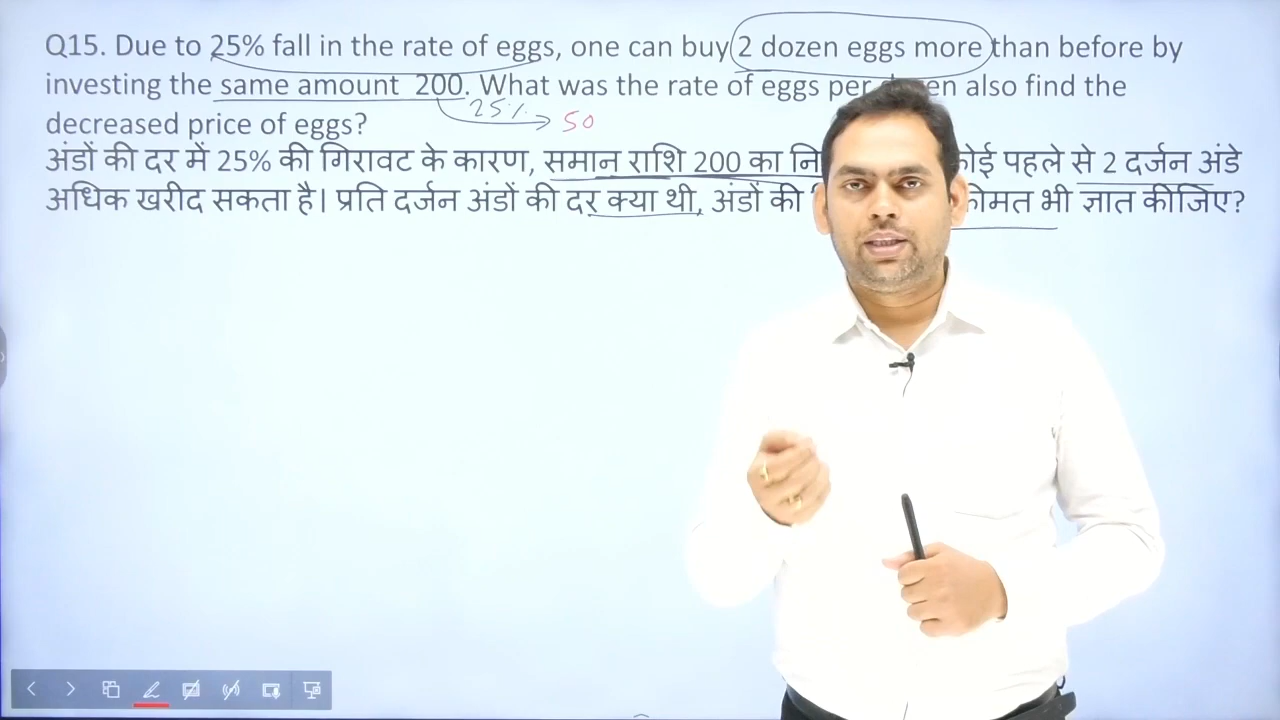 Q15. Due to 25% fall in the rate of eggs, one can buy 2 dozen eggs more than before by
investing the same amount 200. What was the rate of eggs per also find the
decreased price of eggs?
25% 50
अंडों की दर में 25% की गिरावट के कारण, समान राशि 200 का पहले से 2 दर्जन अंडे
अधिक खरीद सकता है। प्रति दर्जन अंडों की दर क्या थी, अंडों की भी ज्ञात कीजिए?